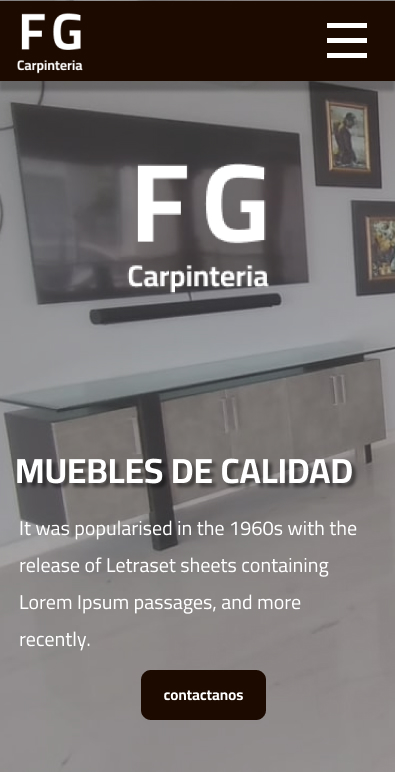 FG
Carpinteria
FG
Carpinteria
MUEBLES DE CALIDAD
It was popularised in the 1960s with the
release of Letraset sheets containing
Lorem Ipsum passages, and more
recently.
contactanos